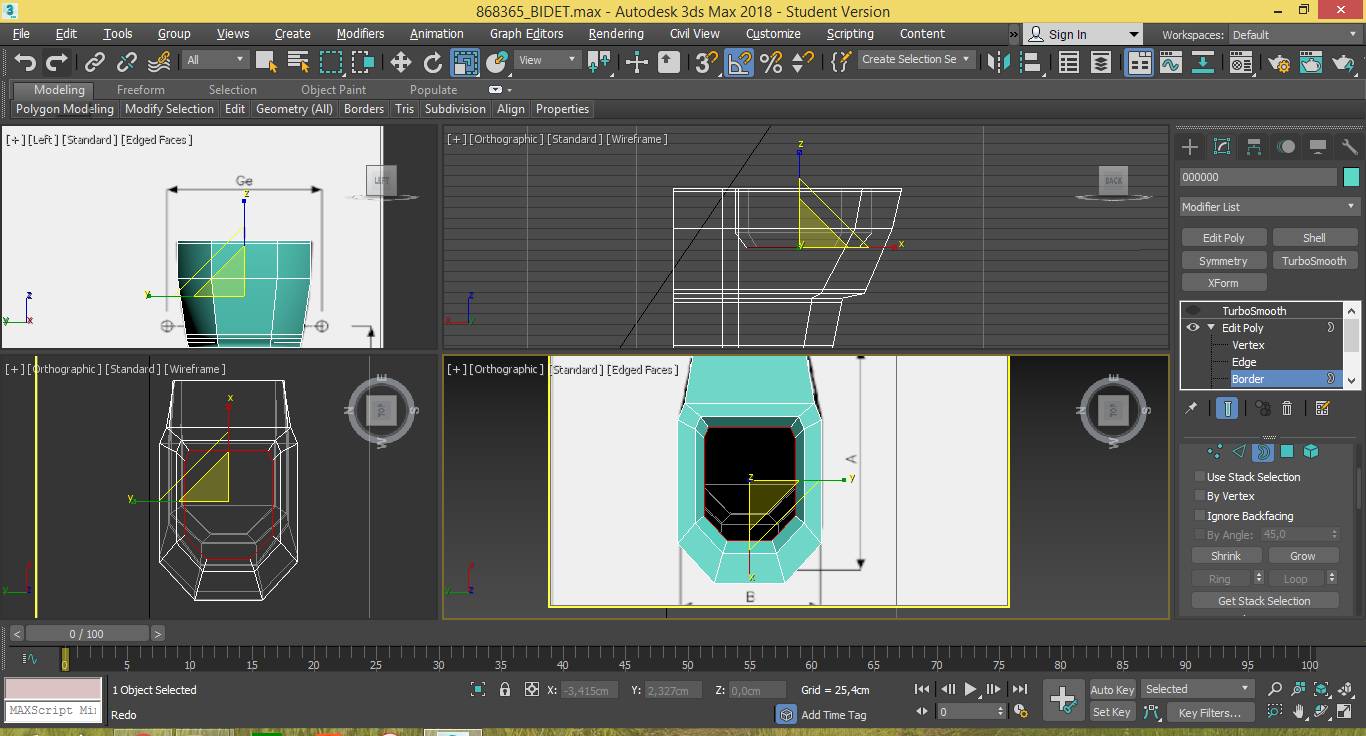 868365_BIDET.max - Autodesk 3ds Max 2018 - Student Version
File Edit Tools Group Views Create Modifiers Animation Graph Editors Rendering Civil View Customize Scripting Content » Sign In Workspaces: Default
All View Create Selection Se
Modeling Freeform Selection Object Paint Populate
Polygon Modeling Modify Selection Edit Geometry (All) Borders Tris Subdivision Align Properties
[+] [Left] [Standard] [Edged Faces]
Ge
LEFT
z
y
z
y x
[+] [Orthographic] [Standard] [Wireframe]
z
BACK
y x
z
x
[+] [Orthographic] [Standard] [Wireframe]
E
N TOP S
W
x
y
[+] [Orthographic] [Standard] [Edged Faces]
E
N TOP S
W
A
z y
x
B
000000
Modifier List
Edit Poly Shell
Symmetry TurboSmooth
XForm
TurboSmooth
Edit Poly
Vertex
Edge
Border
Use Stack Selection
By Vertex
Ignore Backfacing
By Angle: 45,0
Shrink Grow
Ring Loop
Get Stack Selection
< 0 / 100 >
0 5 10 15 20 25 30 35 40 45 50 55 60 65 70 75 80 85 90 95 100
1 Object Selected X: -3,415cm Y: 2,327cm Z: 0,0cm Grid = 25,4cm Auto Key Selected
MAXScript Mi
Redo Add Time Tag 0 Set Key Key Filters...